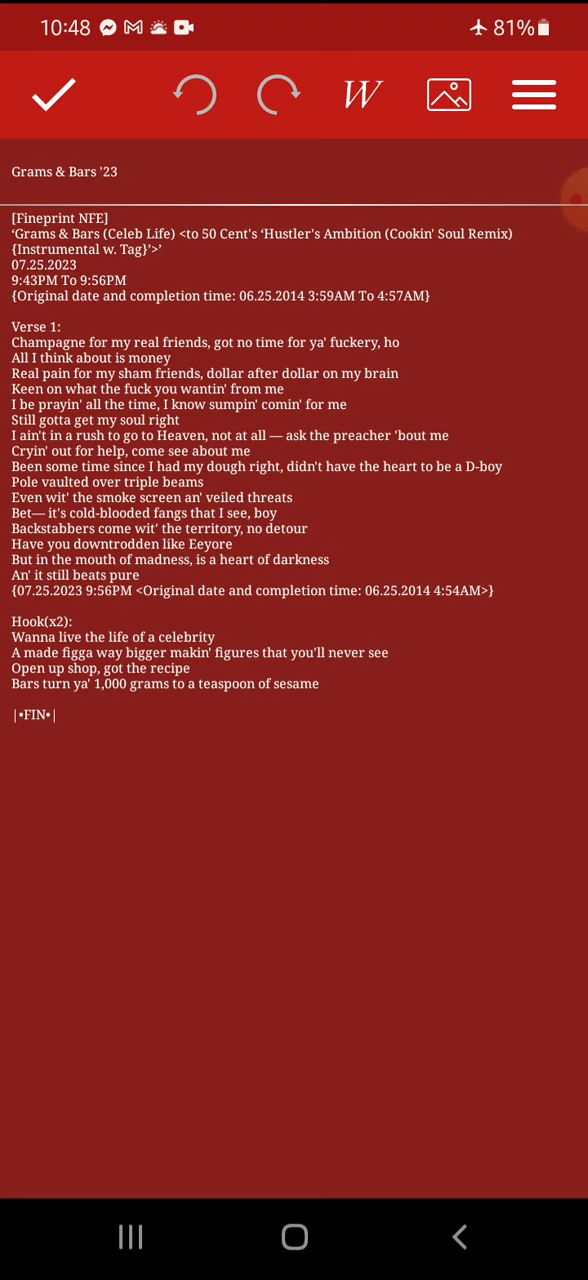 10:48 81%
W
Grams & Bars '23
[Fineprint NFE]
‘Grams & Bars (Celeb Life) <to 50 Cent's ‘Hustler's Ambition (Cookin' Soul Remix)
{Instrumental w. Tag}’>’
07.25.2023
9:43PM To 9:56PM
{Original date and completion time: 06.25.2014 3:59AM To 4:57AM}
Verse 1:
Champagne for my real friends, got no time for ya' fuckery, ho
All I think about is money
Real pain for my sham friends, dollar after dollar on my brain
Keen on what the fuck you wantin' from me
I be prayin' all the time, I know sumpin' comin' for me
Still gotta get my soul right
I ain't in a rush to go to Heaven, not at all — ask the preacher 'bout me
Cryin' out for help, come see about me
Been some time since I had my dough right, didn't have the heart to be a D-boy
Pole vaulted over triple beams
Even wit' the smoke screen an' veiled threats
Bet— it's cold-blooded fangs that I see, boy
Backstabbers come wit' the territory, no detour
Have you downtrodden like Eeyore
But in the mouth of madness, is a heart of darkness
An' it still beats pure
{07.25.2023 9:56PM <Original date and completion time: 06.25.2014 4:54AM>}
Hook(x2):
Wanna live the life of a celebrity
A made figga way bigger makin' figures that you'll never see
Open up shop, got the recipe
Bars turn ya' 1,000 grams to a teaspoon of sesame
|•FIN•|